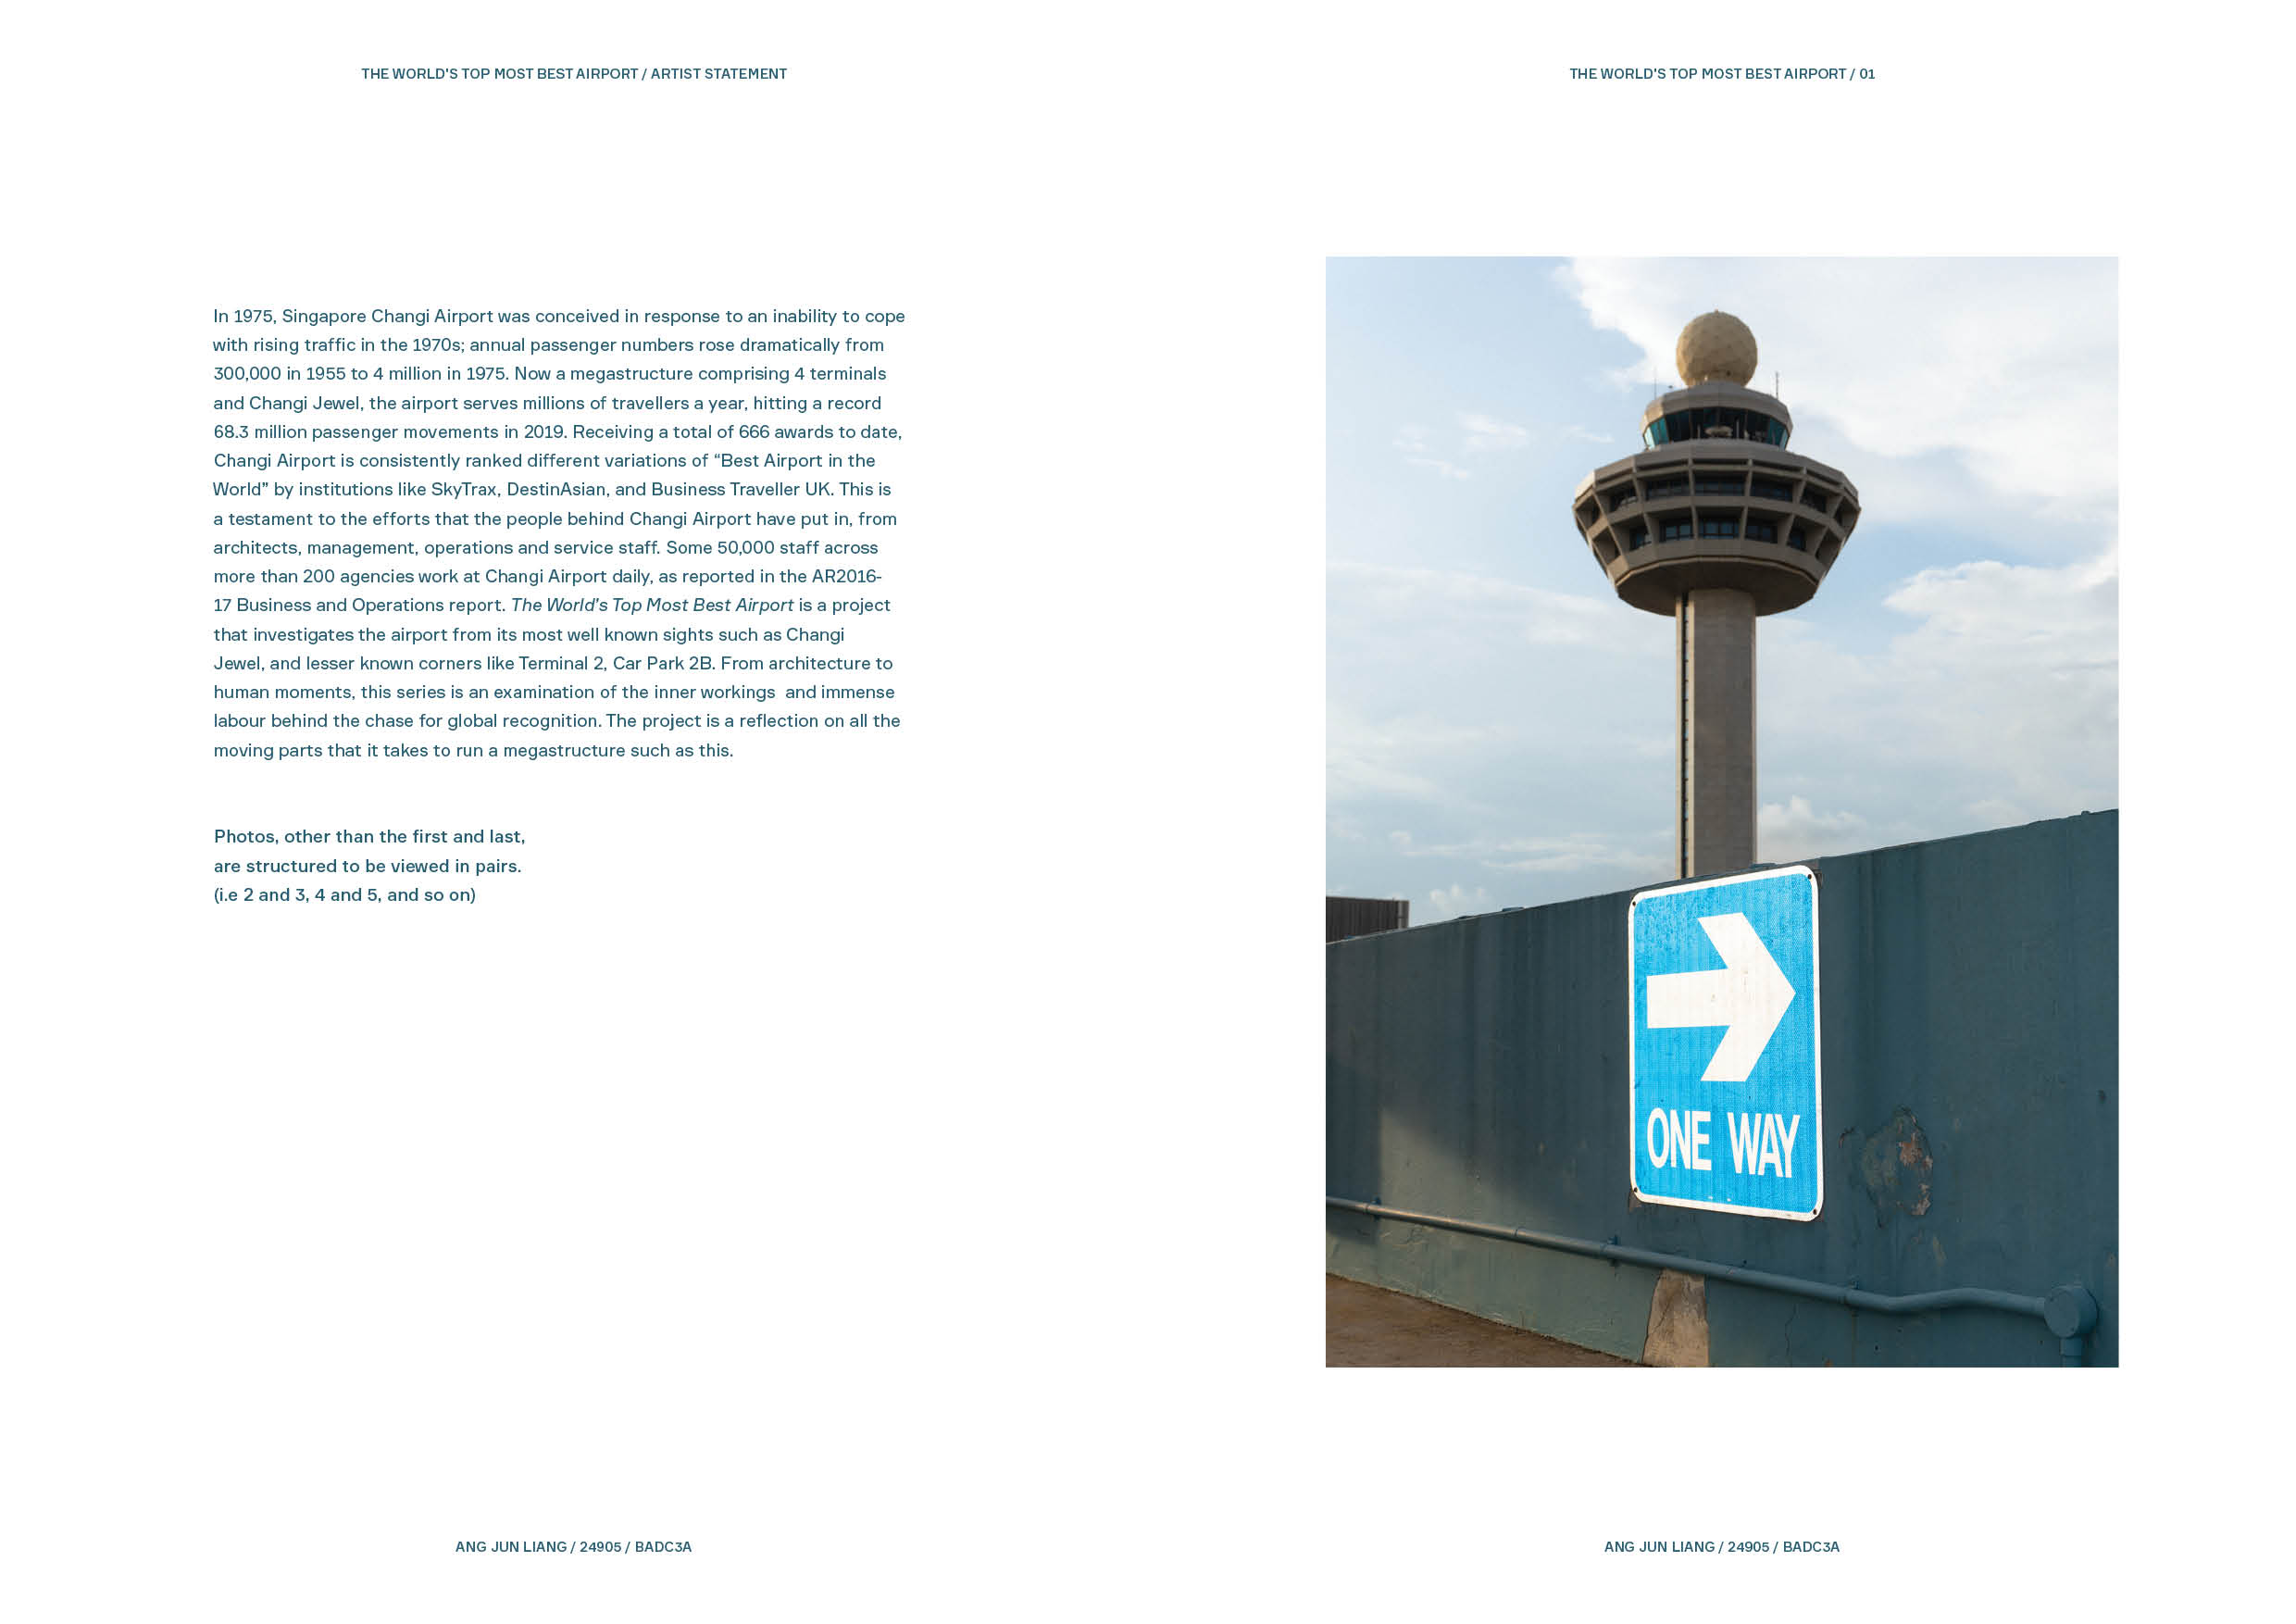 THE WORLD'S TOP MOST BEST AIRPORT / ARTIST STATEMENT
In 1975, Singapore Changi Airport was conceived in response to an inability to cope
with rising traffic in the 1970s; annual passenger numbers rose dramatically from
300,000 in 1955 to 4 million in 1975. Now a megastructure comprising 4 terminals
and Changi Jewel, the airport serves millions of travellers a year, hitting a record
68.3 million passenger movements in 2019. Receiving a total of 666 awards to date,
Changi Airport is consistently ranked different variations of “Best Airport in the
World” by institutions like SkyTrax, DestinAsian, and Business Traveller UK. This is
a testament to the efforts that the people behind Changi Airport have put in, from
architects, management, operations and service staff. Some 50,000 staff across
more than 200 agencies work at Changi Airport daily, as reported in the AR2016-
17 Business and Operations report. The World's Top Most Best Airport is a project
that investigates the airport from its most well known sights such as Changi
Jewel, and lesser known corners like Terminal 2, Car Park 2B. From architecture to
human moments, this series is an examination of the inner workings  and immense
labour behind the chase for global recognition. The project is a reflection on all the
moving parts that it takes to run a megastructure such as this.
Photos, other than the first and last,
are structured to be viewed in pairs.
(i.e 2 and 3, 4 and 5, and so on)
ANG JUN LIANG / 24905 / BADC3A
THE WORLD'S TOP MOST BEST AIRPORT / 01
ONE WAY
ANG JUN LIANG / 24905 / BADC3A